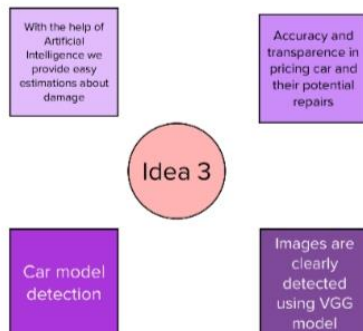 With the help of
Artificial
Intelligence we
provide easy
estimations about
damage
Accuracy and
transparence in
pricing car and
their potential
repairs
Idea 3
Car model
detection
Images are
clearly
detected
using VGG
model